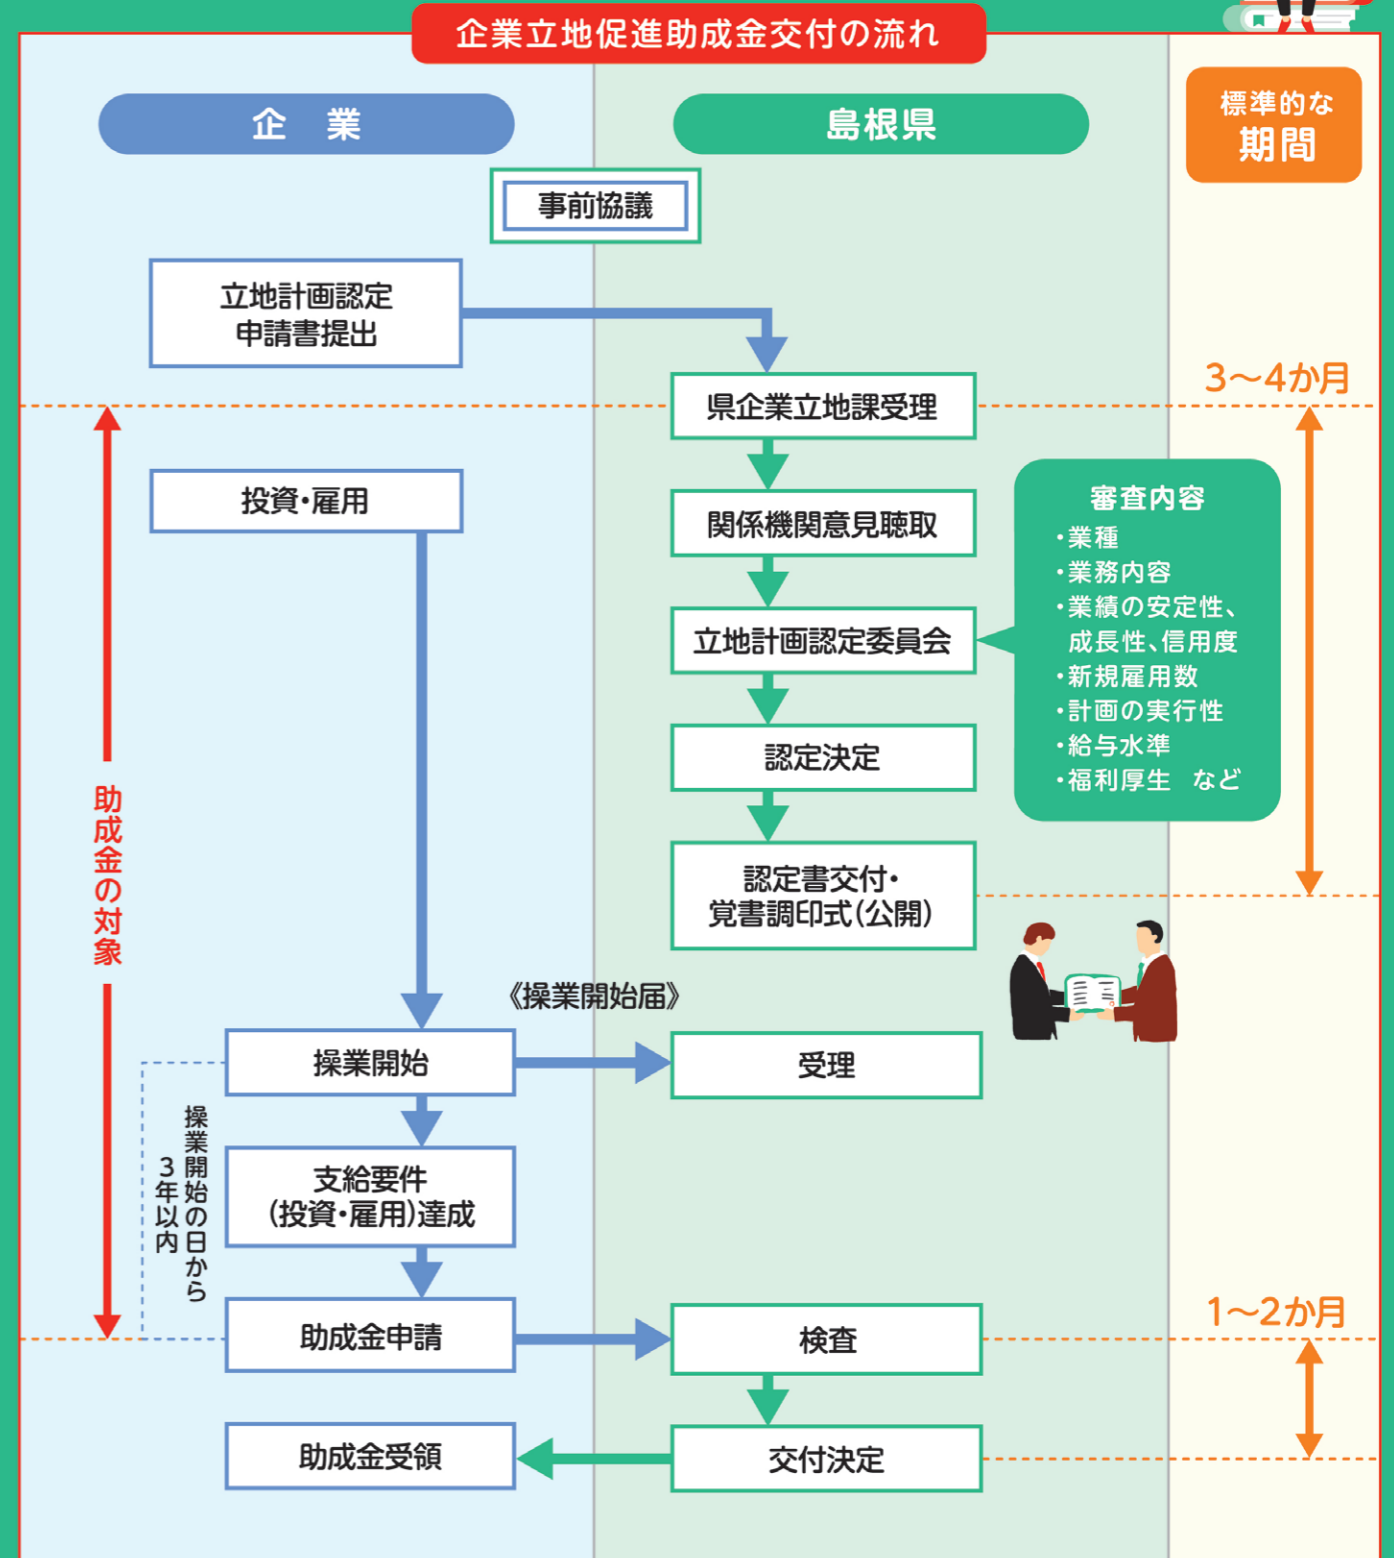 企業立地促進助成金交付の流れ
企　業
島根県
標準的な
期間
事前協議
立地計画認定
申請書提出
3〜4か月
県企業立地課受理
投資・雇用
関係機関意見聴取
審査内容
・業種
・業務内容
・業績の安定性、
成長性、信用度
・新規雇用数
・計画の実行性
・給与水準
・福利厚生　など
立地計画認定委員会
認定決定
助成金の対象
認定書交付・
覚書調印式（公開）
《操業開始届》
操業開始
受理
操業開始の日から
3年以内
支給要件
（投資・雇用）達成
1〜2か月
助成金申請
検査
助成金受領
交付決定